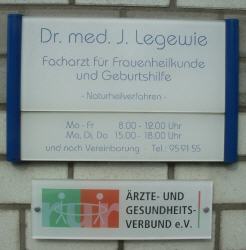 Dr. med. J. Legewie
Facharzt für Frauenheilkunde
und Geburtshilfe
- Naturheilverfahren -
Mo - Fr 8.00 - 12.00 Uhr
Mo, Di, Do 15.00 - 18.00 Uhr
und nach Vereinbarung · Tel.: 95 91 55
rgr
ÄRZTE- UND
GESUNDHEITS-
VERBUND e.V.